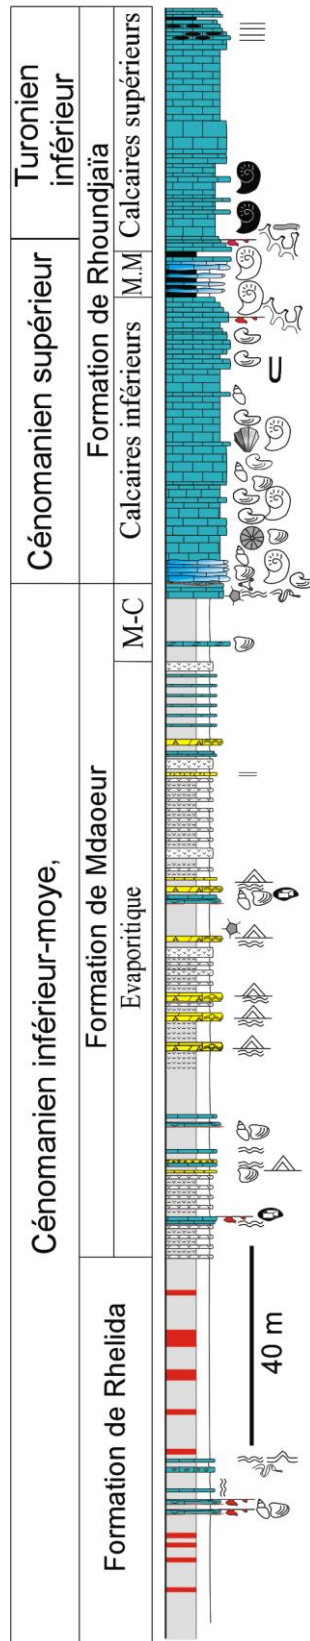 Turonien
inférieur
Cénomanien supérieur
Cénomanien inférieur-moye,
Formation de Rhoundjaïa
Formation de Mdaoeur
Formation de Rhelida
Calcaires supérieurs
M.M
Calcaires inférieurs
M-C
Evaporitique
40 m